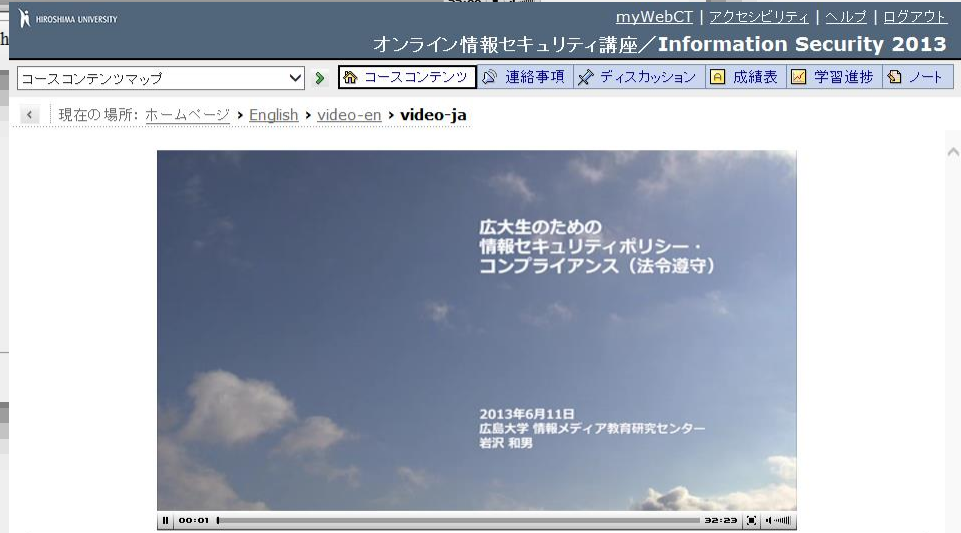 HIROSHIMA UNIVERSITY
myWebCT | アクセシビリティ | ヘルプ | ログアウト
オンライン情報セキュリティ講座／Information Security 2013
コースコンテンツマップ
コースコンテンツ 連絡事項 ディスカッション 成績表 学習進捗 ノート
現在の場所: ホームページ › English › video-en › video-ja
広大生のための
情報セキュリティポリシー・
コンプライアンス（法令遵守）
2013年6月11日
広島大学 情報メディア教育研究センター
岩沢 和男
00:01 32:23